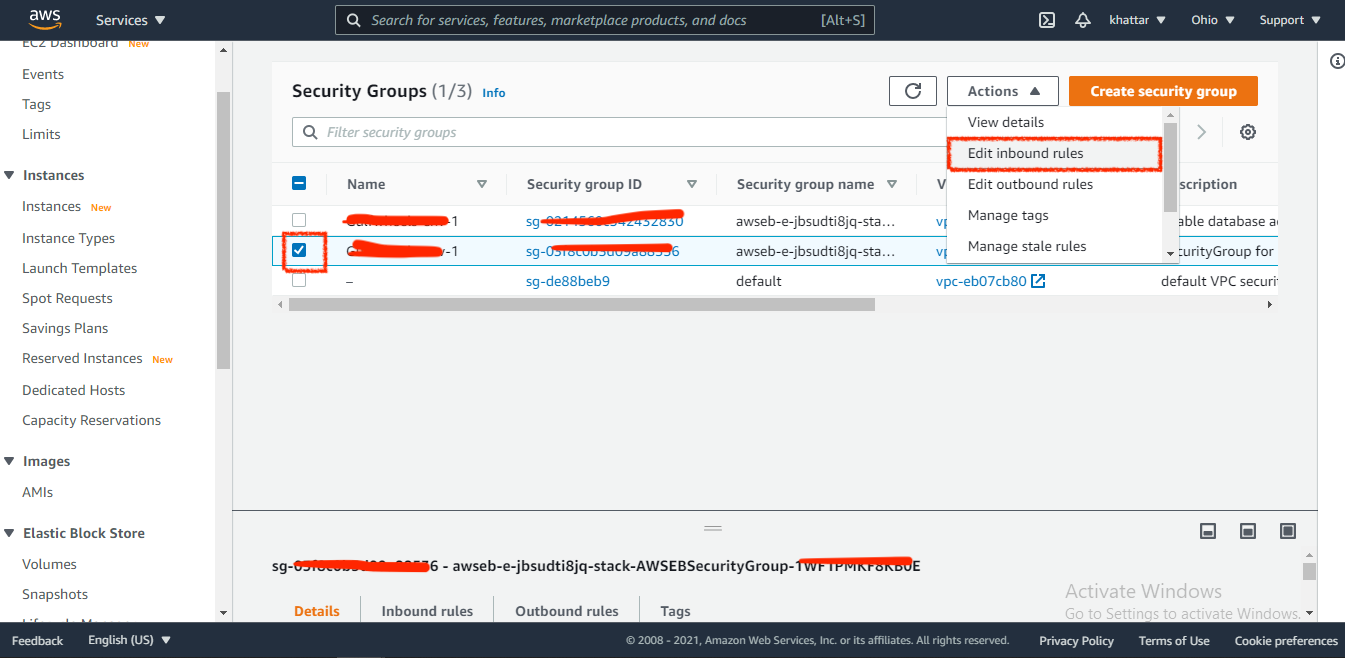 aws Services Search for services, features, marketplace products, and docs [Alt+S] khattar Ohio Support
EC2 Dashboard New
Events
Tags
Limits
Instances
Instances New
Instance Types
Launch Templates
Spot Requests
Savings Plans
Reserved Instances New
Dedicated Hosts
Capacity Reservations
Images
AMIs
Elastic Block Store
Volumes
Snapshots
Security Groups (1/3) Info Actions Create security group
Filter security groups
View details
Edit inbound rules
Edit outbound rules
Manage tags
Manage stale rules
Name Security group ID Security group name V scription
-1 sg- awseb-e-jbsudti8jq-sta... vp able database a
-1 sg- awseb-e-jbsudti8jq-sta... vp curityGroup for
– sg-de88beb9 default vpc-eb07cb80 default VPC securit
sg- 6 - awseb-e-jbsudti8jq-stack-AWSEBSecurityGroup-1
Details Inbound rules Outbound rules Tags
Activate Windows
Go to Settings to activate Windows.
Feedback English (US) © 2008 - 2021, Amazon Web Services, Inc. or its affiliates. All rights reserved. Privacy Policy Terms of Use Cookie preferences